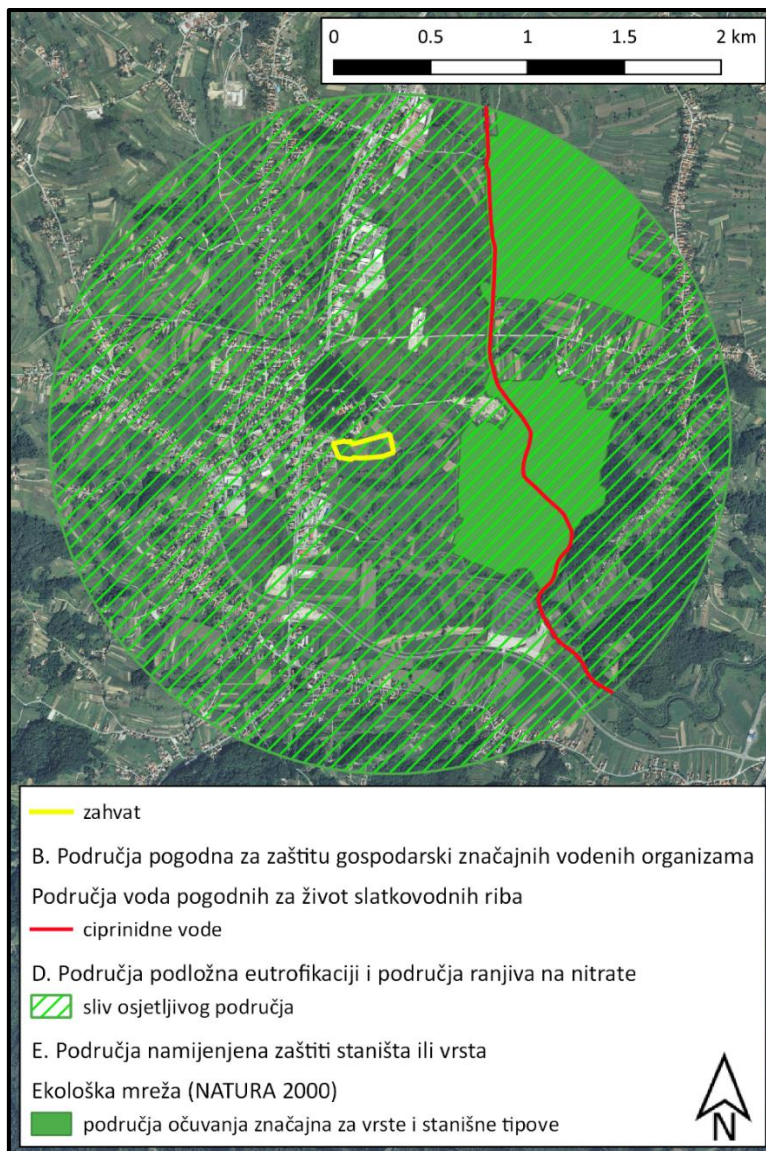 0 0.5 1 1.5 2 km
zahvat
B. Područja pogodna za zaštitu gospodarski značajnih vodenih organizama
Područja voda pogodnih za život slatkovodnih riba
ciprinidne vode
D. Područja podložna eutrofikaciji i područja ranjiva na nitrate
sliv osjetljivog područja
E. Područja namijenjena zaštiti staništa ili vrsta
Ekološka mreža (NATURA 2000)
područja očuvanja značajna za vrste i stanišne tipove
N